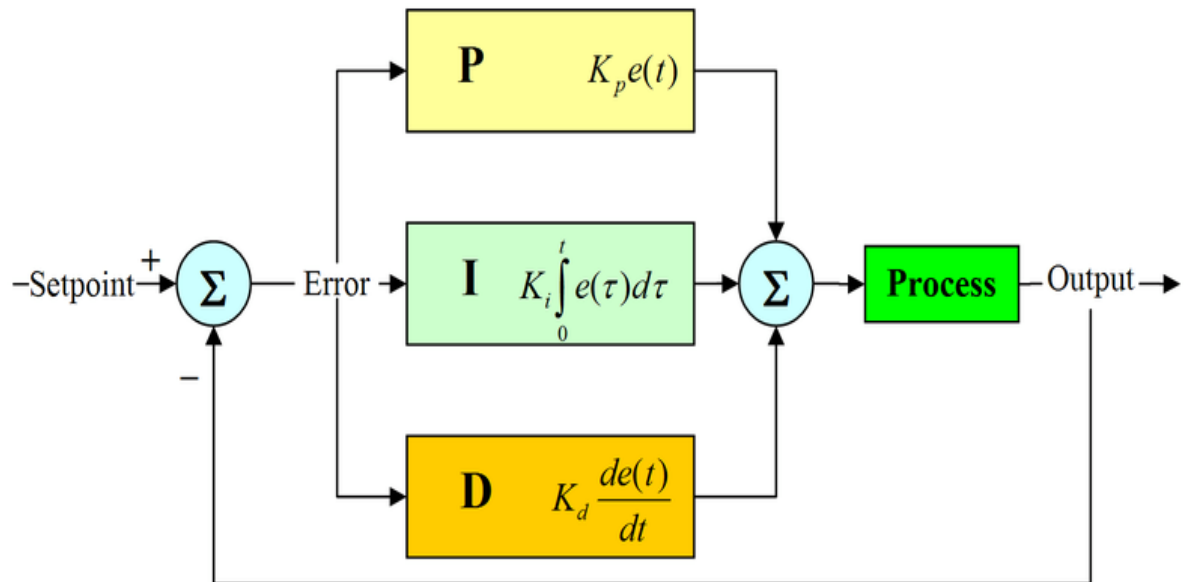 P K_p e(t)
+
–Setpoint Σ Error I K_i ∫_0^t e(τ)dτ Σ Process Output
–
D K_d de(t)/dt